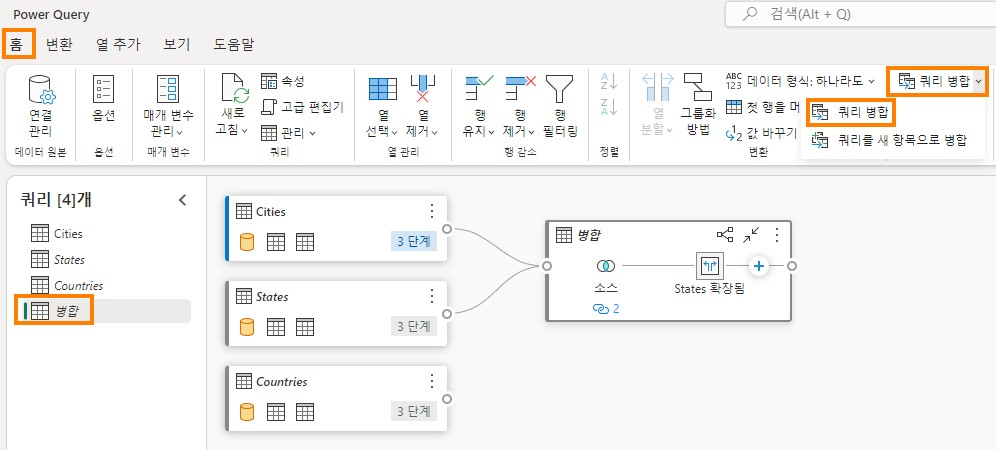 Power Query
검색(Alt + Q)
홈 변환 열 추가 보기 도움말
연결
관리
데이터 원본
옵션
옵션
매개 변수
관리
매개 변수
새로
고침
속성
고급 편집기
관리
쿼리
열
선택
열
제거
열 관리
행
유지
행
제거
행
필터링
행 감소
정렬
열
분할
그룹화
방법
데이터 형식: 하나라도
첫 행을 머
값 바꾸기
변환
쿼리 병합
쿼리 병합
쿼리를 새 항목으로 병합
쿼리 [4]개
Cities
States
Countries
병합
Cities
3 단계
States
3 단계
Countries
3 단계
병합
소스
2
States 확장됨